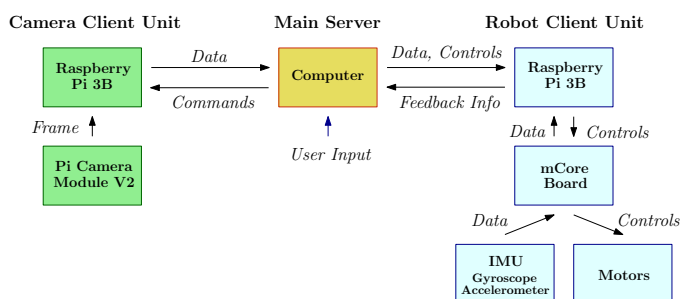 Camera Client Unit
Main Server
Robot Client Unit
Raspberry
Pi 3B
Data
Commands
Computer
Data, Controls
Feedback Info
Raspberry
Pi 3B
Frame
User Input
Data
Controls
Pi Camera
Module V2
mCore
Board
Data
Controls
IMU
Gyroscope
Accelerometer
Motors